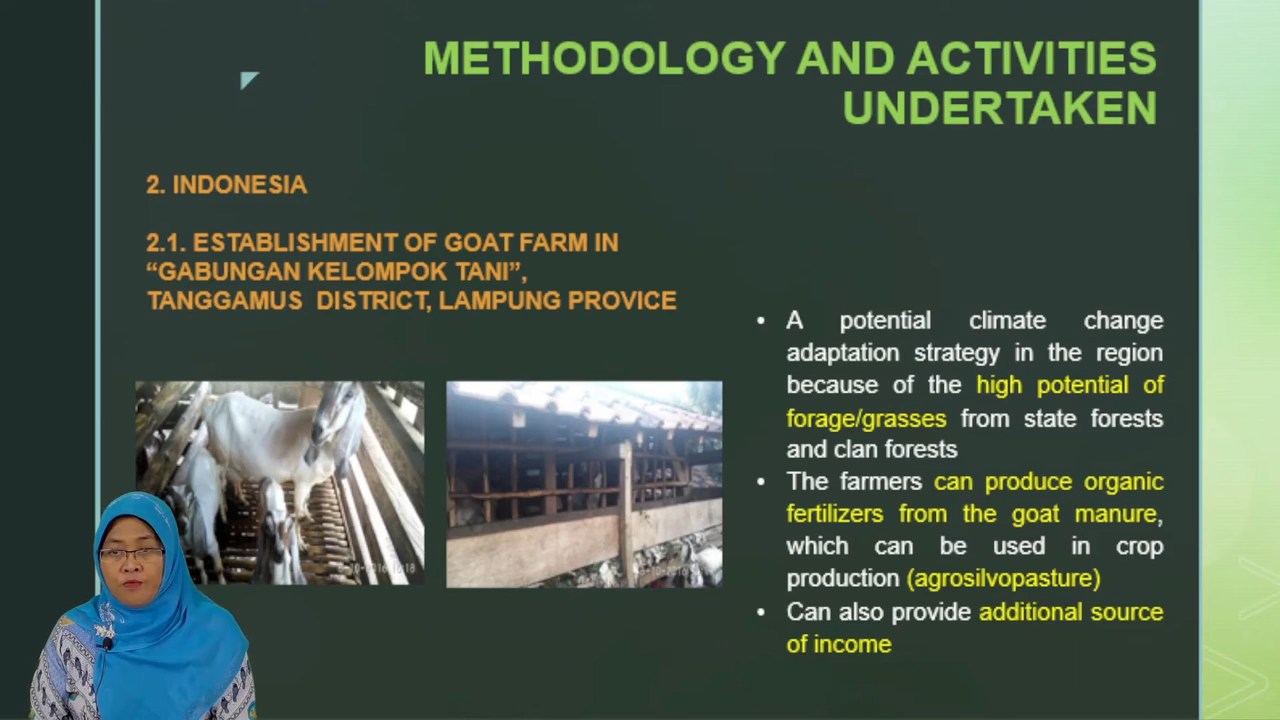 METHODOLOGY AND ACTIVITIES
UNDERTAKEN
2. INDONESIA
2.1. ESTABLISHMENT OF GOAT FARM IN
“GABUNGAN KELOMPOK TANI”,
TANGGAMUS DISTRICT, LAMPUNG PROVICE
• A potential climate change
adaptation strategy in the region
because of the high potential of
forage/grasses from state forests
and clan forests
• The farmers can produce organic
fertilizers from the goat manure,
which can be used in crop
production (agrosilvopasture)
• Can also provide additional source
of income